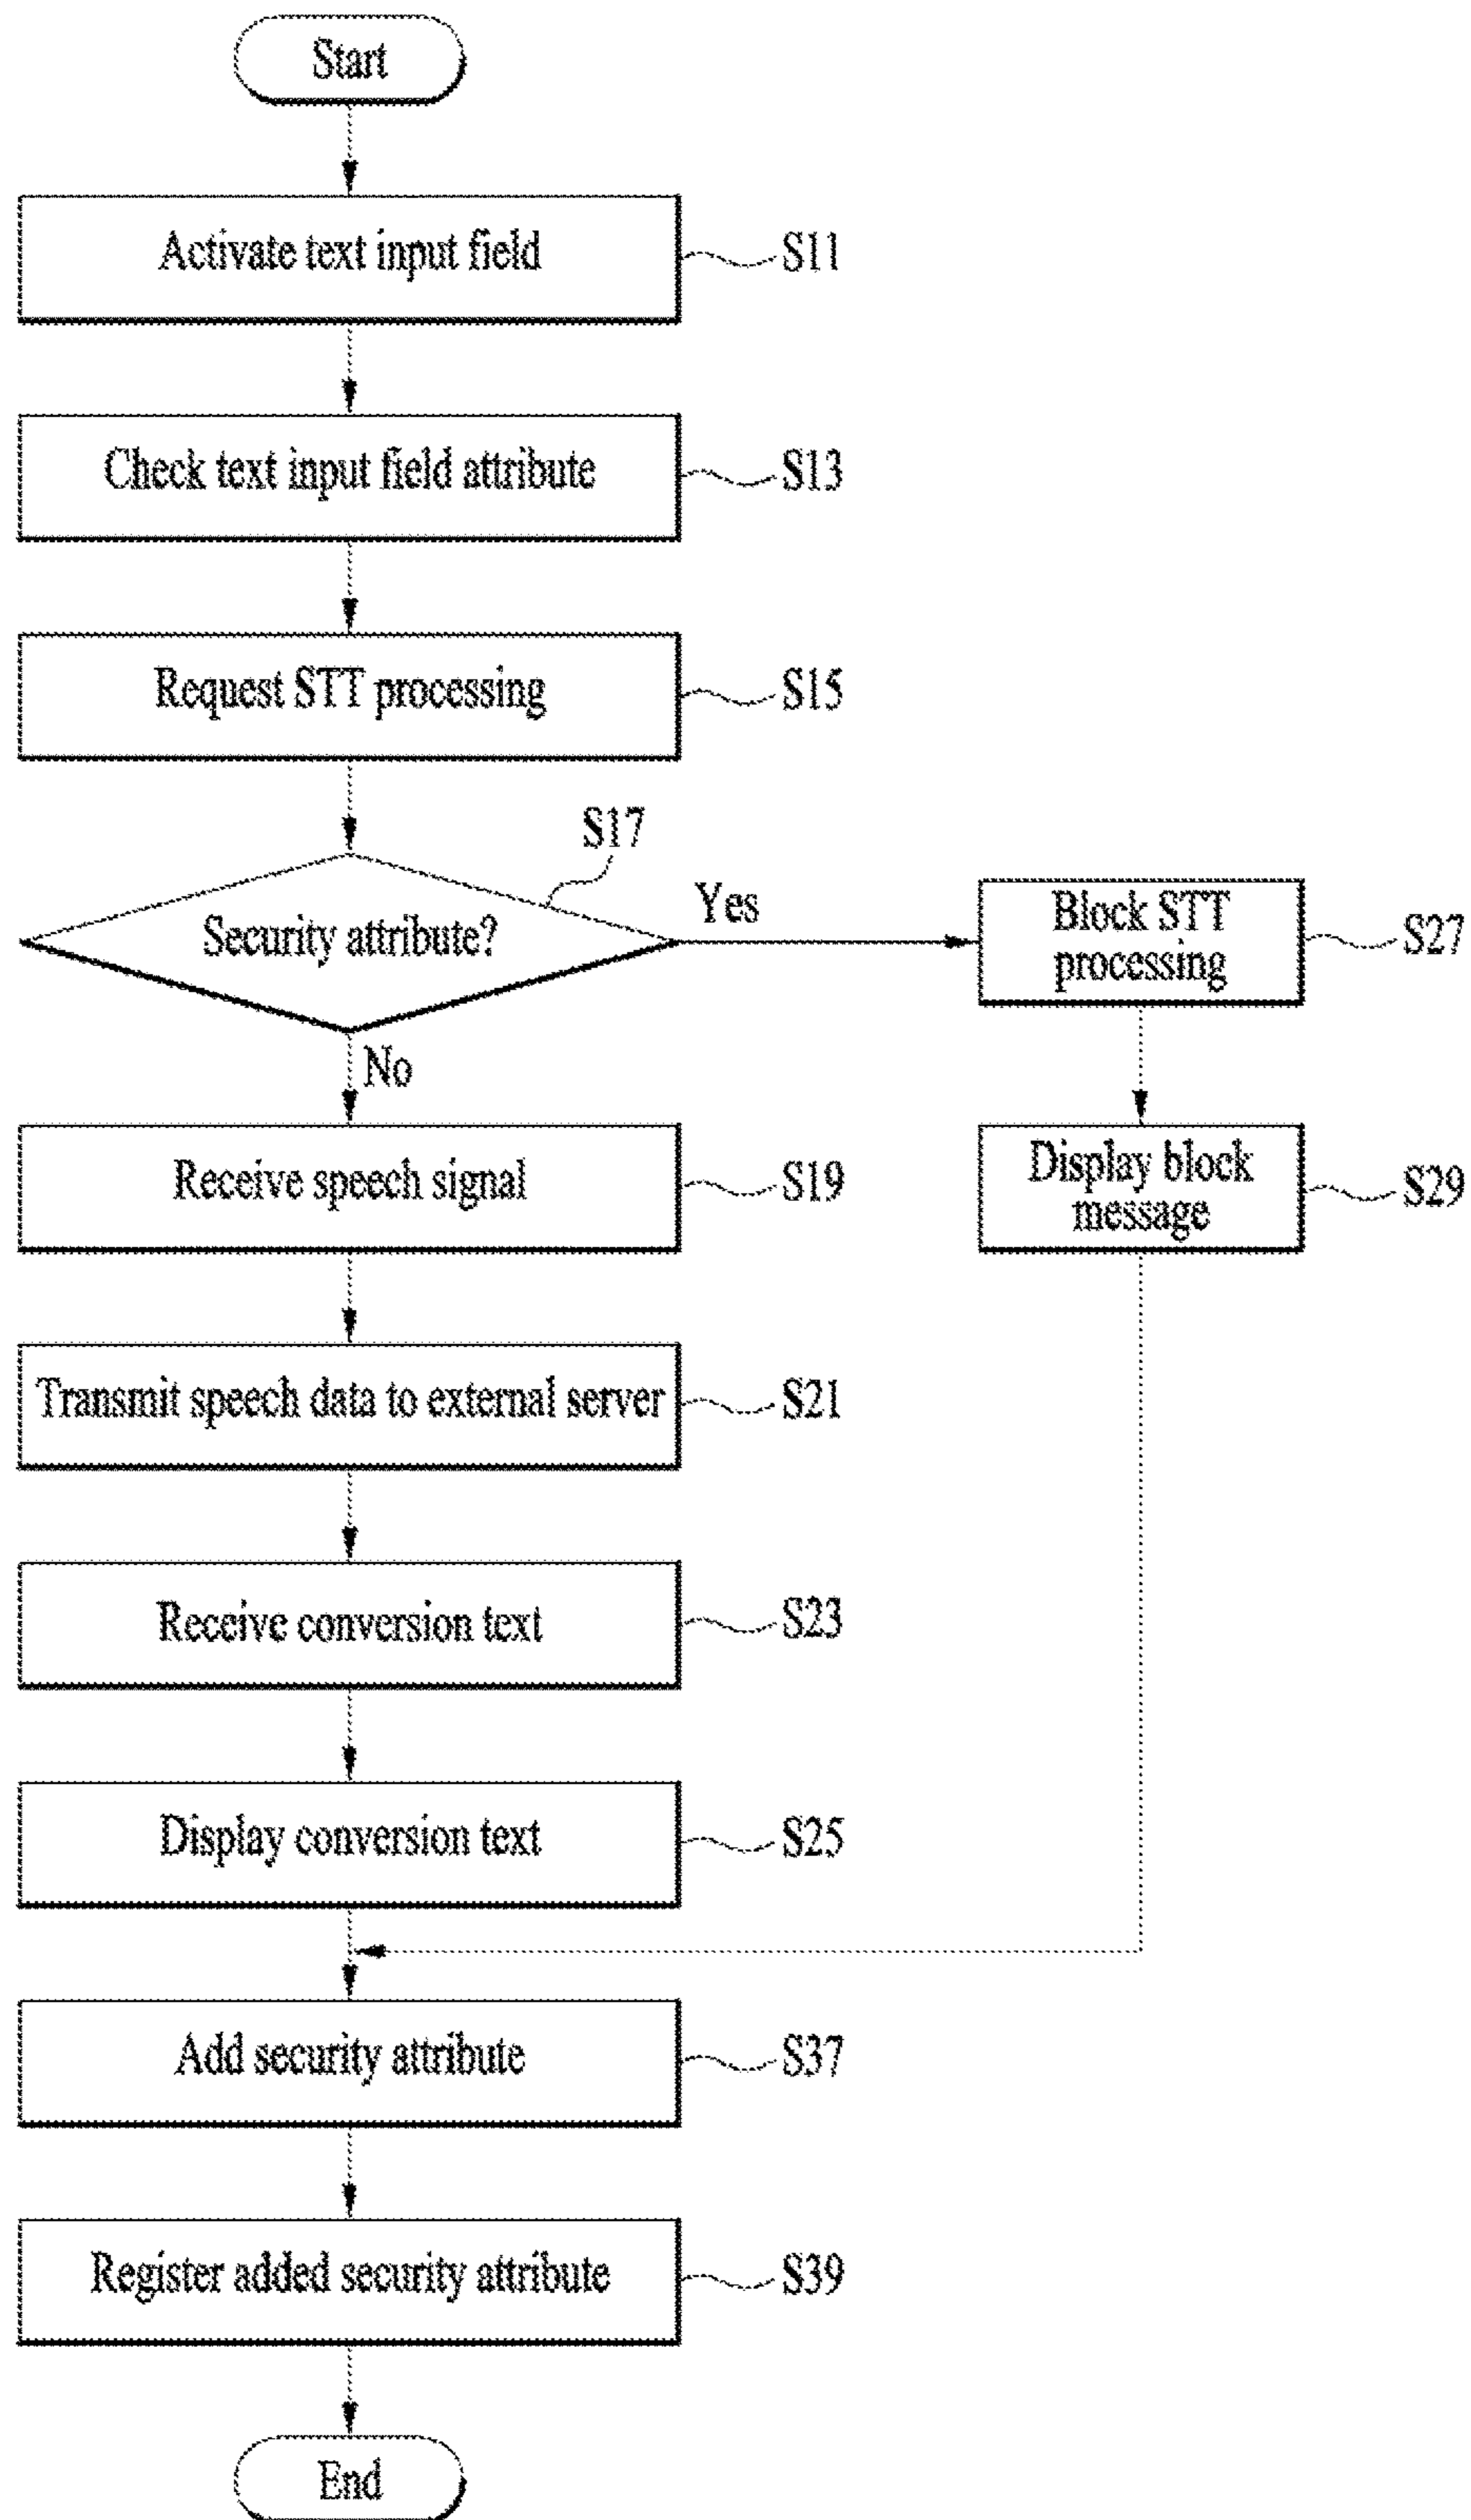 Start
Activate text input field
S11
Check text input field attribute
S13
Request STT processing
S15
S17
Security attribute?
Yes
Block STT
processing
S27
No
Receive speech signal
S19
Display block
message
S29
Transmit speech data to external server
S21
Receive conversion text
S23
Display conversion text
S25
Add security attribute
S37
Register added security attribute
S39
End